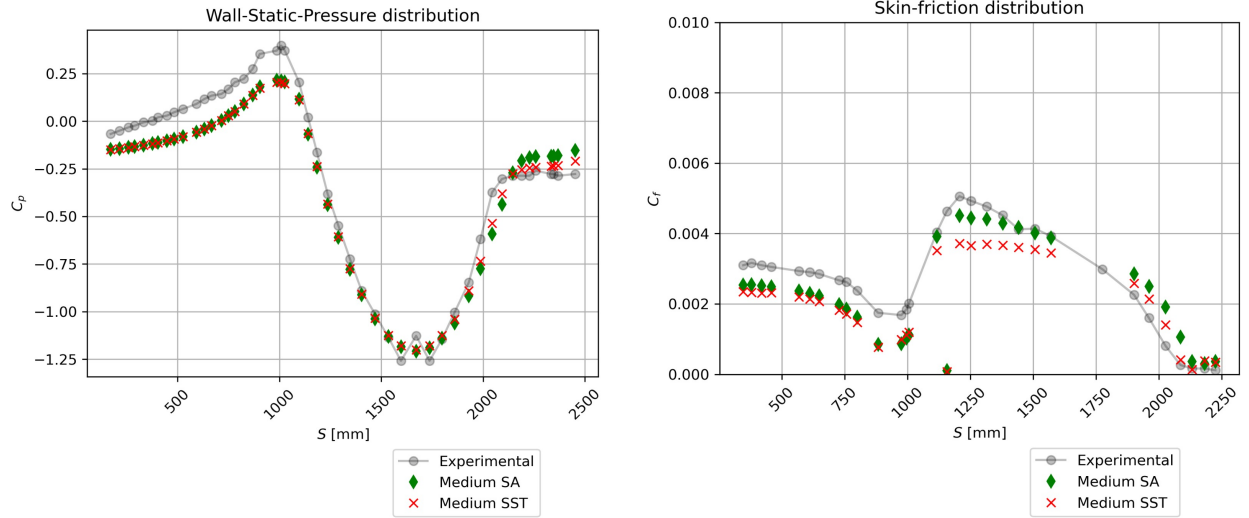 Wall-Static-Pressure distribution
0.25
0.00
−0.25
−0.50
−0.75
−1.00
−1.25
C_p
500
1000
1500
2000
2500
S [mm]
Experimental
Medium SA
Medium SST
Skin-friction distribution
0.010
0.008
0.006
0.004
0.002
0.000
C_f
500
750
1000
1250
1500
1750
2000
2250
S [mm]
Experimental
Medium SA
Medium SST